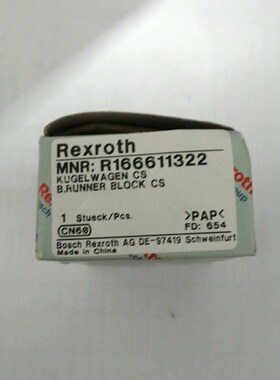 Rexroth
MNR: R166611322
KUGELWAGEN CS
B.RUNNER BLOCK CS
1 Stueck/Pcs.
>PAP<
CN60
FD: 654
Bosch Rexroth AG DE-97419 Schweinfurt
Made in China